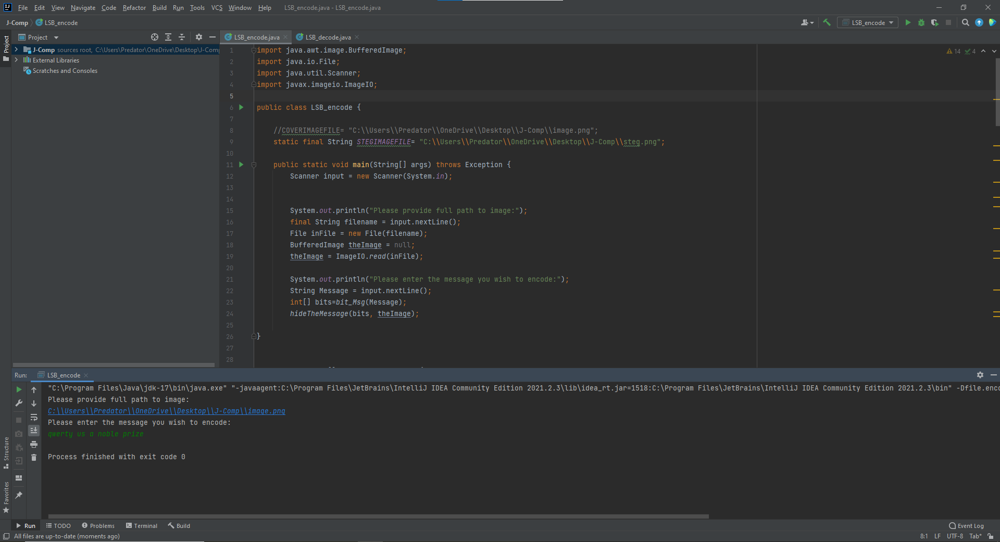 File Edit View Navigate Code Refactor Build Run Tools VCS Window Help LSB_encode.java - LSB_encode.java
J-Comp LSB_encode
LSB_encode
Project
LSB_encode.java LSB_decode.java
Project
J-Comp sources root, C:\Users\Predator\OneDrive\Desktop\J-Comp
External Libraries
Scratches and Consoles
14 4
1 import java.awt.image.BufferedImage;
2 import java.io.File;
3 import java.util.Scanner;
4 import javax.imageio.ImageIO;
5
6 public class LSB_encode {
7
8 //COVERIMAGEFILE= "C:\\Users\\Predator\\OneDrive\\Desktop\\J-Comp\\image.png";
9 static final String STEGIMAGEFILE= "C:\\Users\\Predator\\OneDrive\\Desktop\\J-Comp\\steg.png";
10
11 public static void main(String[] args) throws Exception {
12 Scanner input = new Scanner(System.in);
13
14
15 System.out.println("Please provide full path to image:");
16 final String filename = input.nextLine();
17 File inFile = new File(filename);
18 BufferedImage theImage = null;
19 theImage = ImageIO.read(inFile);
20
21 System.out.println("Please enter the message you wish to encode:");
22 String Message = input.nextLine();
23 int[] bits=bit_Msg(Message);
24 hideTheMessage(bits, theImage);
25
26 }
27
28
Run: LSB_encode
"C:\Program Files\Java\jdk-17\bin\java.exe" "-javaagent:C:\Program Files\JetBrains\IntelliJ IDEA Community Edition 2021.2.3\lib\idea_rt.jar=1518:C:\Program Files\JetBrains\IntelliJ IDEA Community Edition 2021.2.3\bin" -Dfile.enco
Please provide full path to image:
C:\\Users\\Predator\\OneDrive\\Desktop\\J-Comp\\image.png
Please enter the message you wish to encode:
qwerty us a noble prize
Process finished with exit code 0
Structure
Favorites
Run TODO Problems Terminal Build Event Log
All files are up-to-date (moments ago) 8:1 LF UTF-8 Tab*